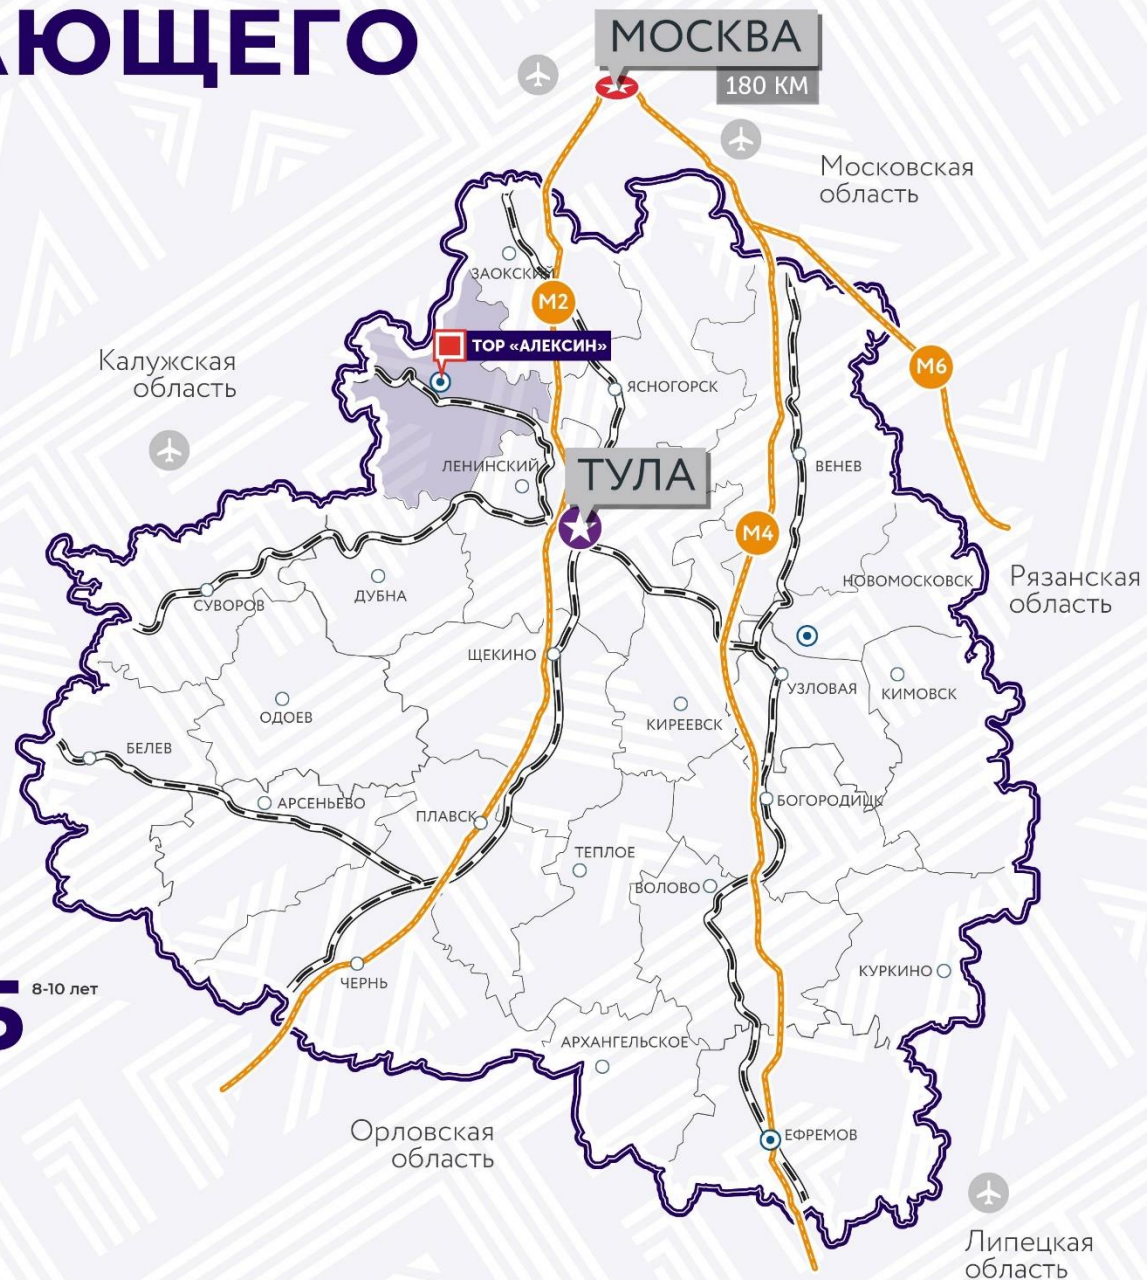 АЮЩЕГО
МОСКВА
180 КМ
Московская
область
ЗАОКСКИЙ
М2
ТОР «АЛЕКСИН»
Калужская
область
ЯСНОГОРСК
М6
ЛЕНИНСКИЙ
ТУЛА
ВЕНЕВ
М4
НОВОМОСКОВСК
Рязанская
область
СУВОРОВ
ДУБНА
ЩЕКИНО
УЗЛОВАЯ
КИМОВСК
ОДОЕВ
КИРЕЕВСК
БЕЛЕВ
АРСЕНЬЕВО
ПЛАВСК
БОГОРОДИЦК
ТЕПЛОЕ
ВОЛОВО
КУРКИНО
ЧЕРНЬ
8-10 лет
АРХАНГЕЛЬСКОЕ
Орловская
область
ЕФРЕМОВ
Липецкая
область